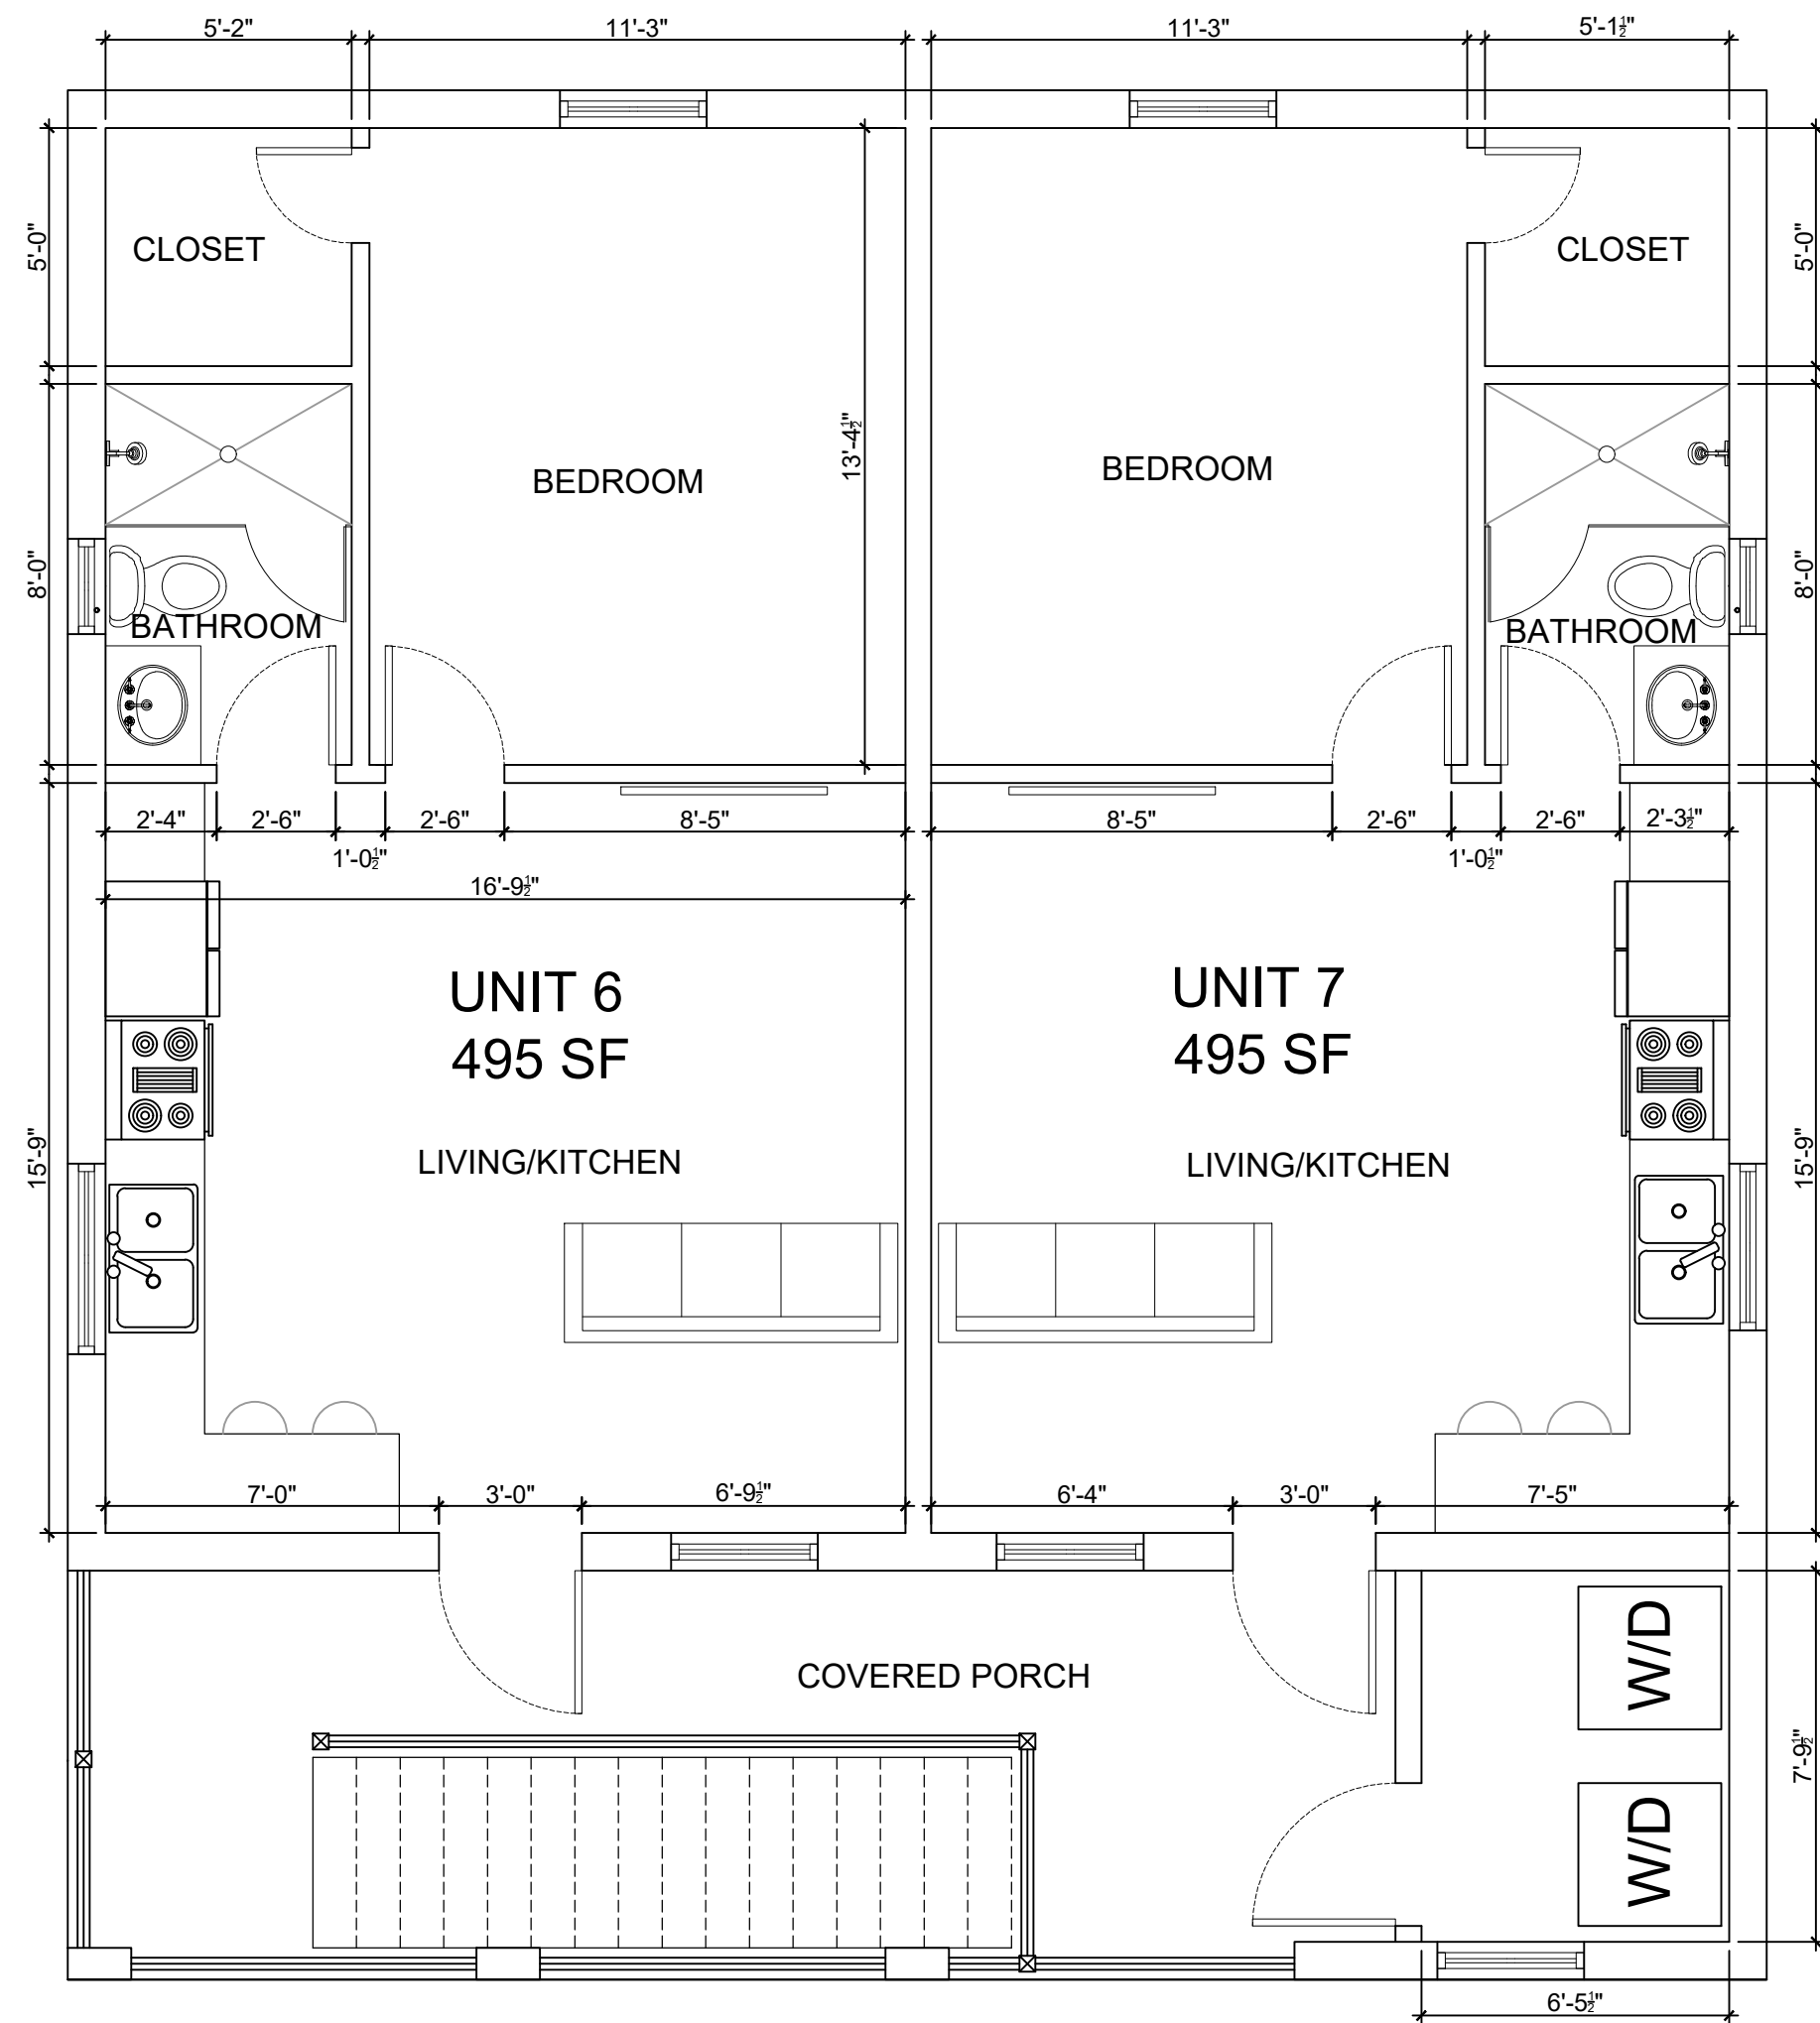 5'-2"
11'-3"
11'-3"
5'-1½"
5'-0"
CLOSET
CLOSET
5'-0"
13'-4½"
BEDROOM
BEDROOM
8'-0"
8'-0"
BATHROOM
BATHROOM
2'-4"
2'-6"
2'-6"
8'-5"
8'-5"
2'-6"
2'-6"
2'-3½"
1'-0½"
1'-0½"
16'-9½"
UNIT 6
495 SF
UNIT 7
495 SF
15'-9"
15'-9"
LIVING/KITCHEN
LIVING/KITCHEN
7'-0"
3'-0"
6'-9½"
6'-4"
3'-0"
7'-5"
COVERED PORCH
W/D
7'-9½"
W/D
6'-5½"